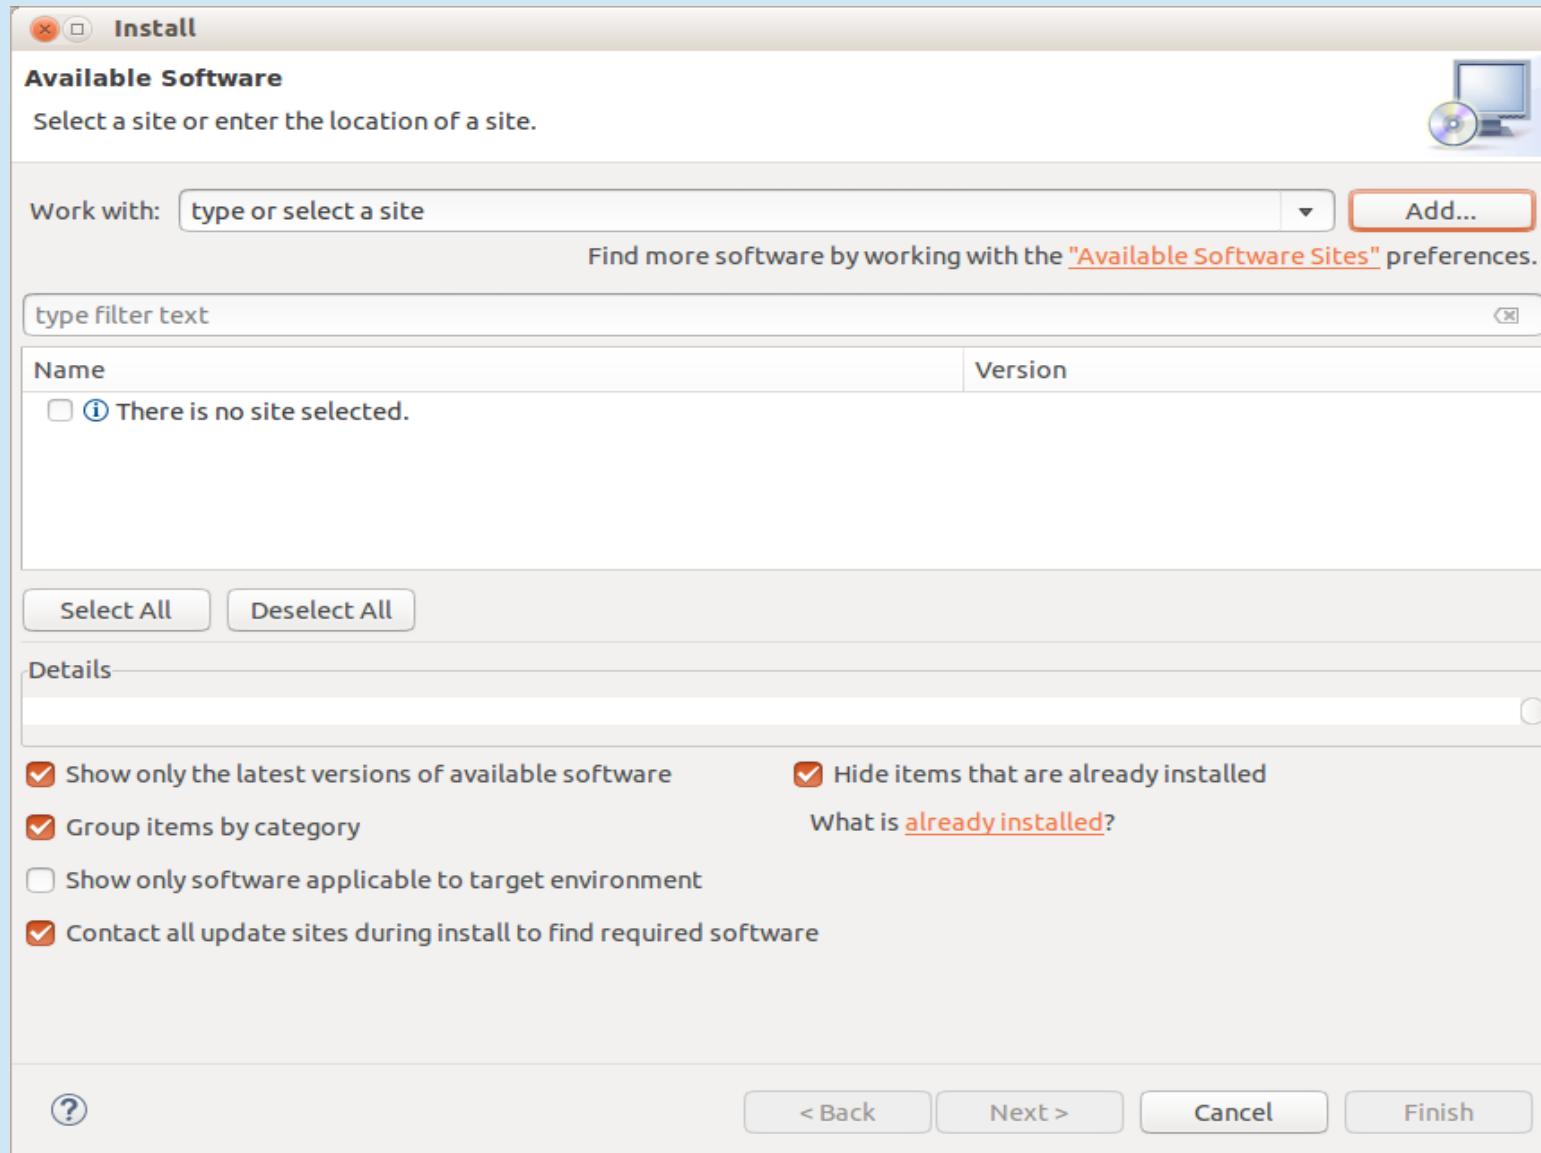 Install
Available Software
Select a site or enter the location of a site.
Work with: type or select a site Add...
Find more software by working with the "Available Software Sites" preferences.
type filter text
Name Version
There is no site selected.
Select All Deselect All
Details
Show only the latest versions of available software Hide items that are already installed
Group items by category What is already installed?
Show only software applicable to target environment
Contact all update sites during install to find required software
< Back Next > Cancel Finish